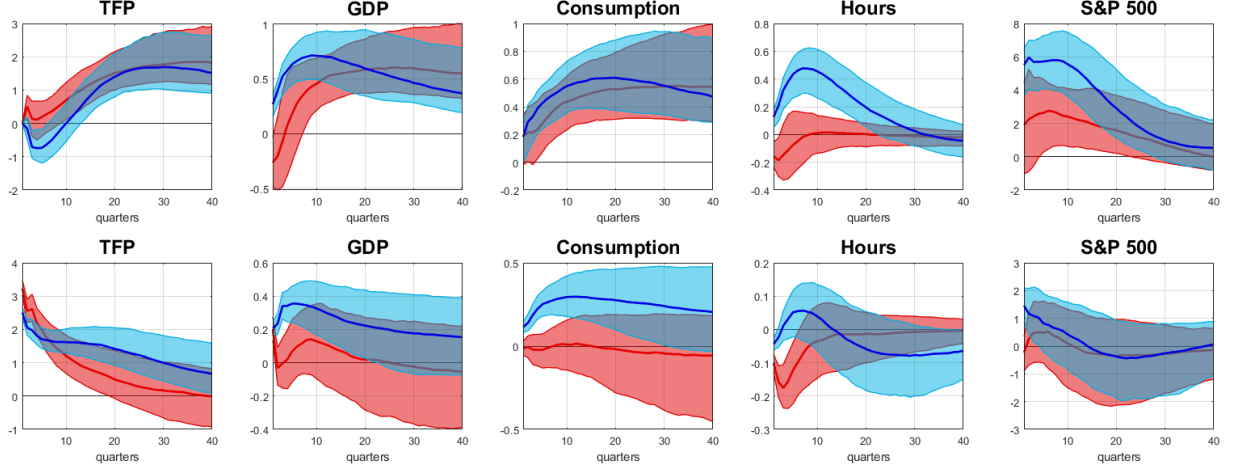 TFP GDP Consumption Hours S&P 500
3 1 1 0.8 8
2 0.5 0.8 0.6 6
1 0 0.6 0.4 4
0 -0.5 0.4 0.2 2
-1 0.2 0 0
-2 0 -0.2 -2
0.2 -0.4
10 20 30 40 10 20 30 40 10 20 30 40 10 20 30 40 10 20 30 40
quarters quarters quarters quarters quarters
TFP GDP Consumption Hours S&P 500
4 0.6 0.5 0.2 3
3 0.4 0 0.1 2
2 0.2 -0.5 0 1
1 0 -0.1 0
0 -0.2 -0.2 -1
-1 -0.4 -0.3 -2
-3
10 20 30 40 10 20 30 40 10 20 30 40 10 20 30 40 10 20 30 40
quarters quarters quarters quarters quarters